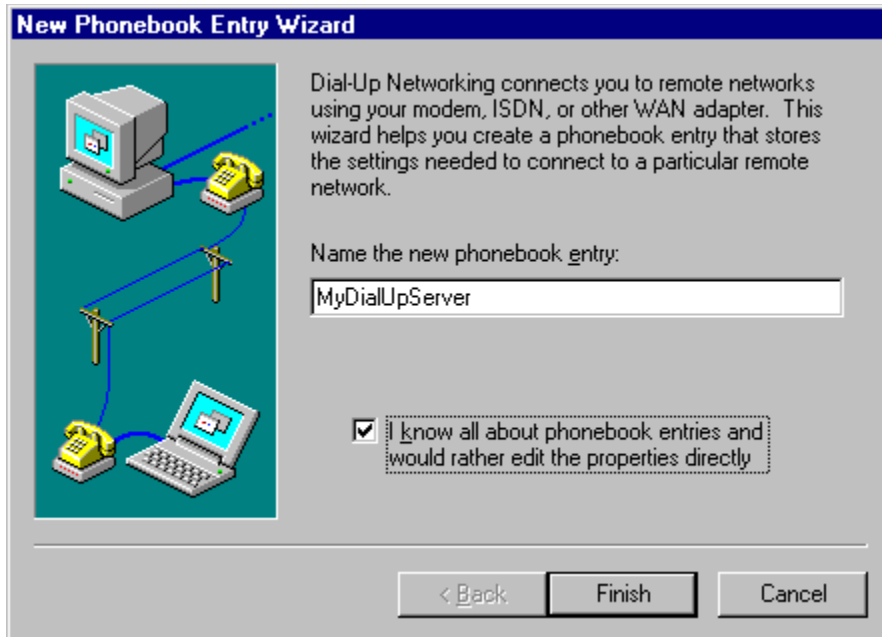 New Phonebook Entry Wizard
Dial-Up Networking connects you to remote networks
using your modem, ISDN, or other WAN adapter.  This
wizard helps you create a phonebook entry that stores
the settings needed to connect to a particular remote
network.
Name the new phonebook entry:
MyDialUpServer
I know all about phonebook entries and
would rather edit the properties directly
< Back
Finish
Cancel